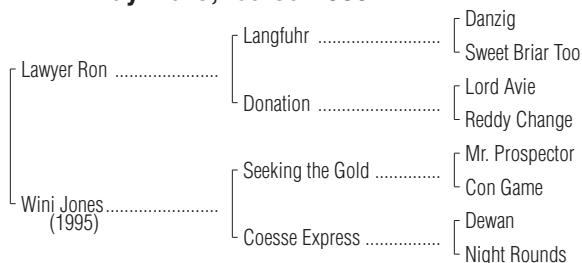 Danzig
Langfuhr ............................
Sweet Briar Too
Lawyer Ron ........................
Lord Avie
Donation ............................
Reddy Change
Mr. Prospector
Seeking the Gold ...............
Con Game
Wini Jones..........................
(1995)
Dewan
Coesse Express .................
Night Rounds